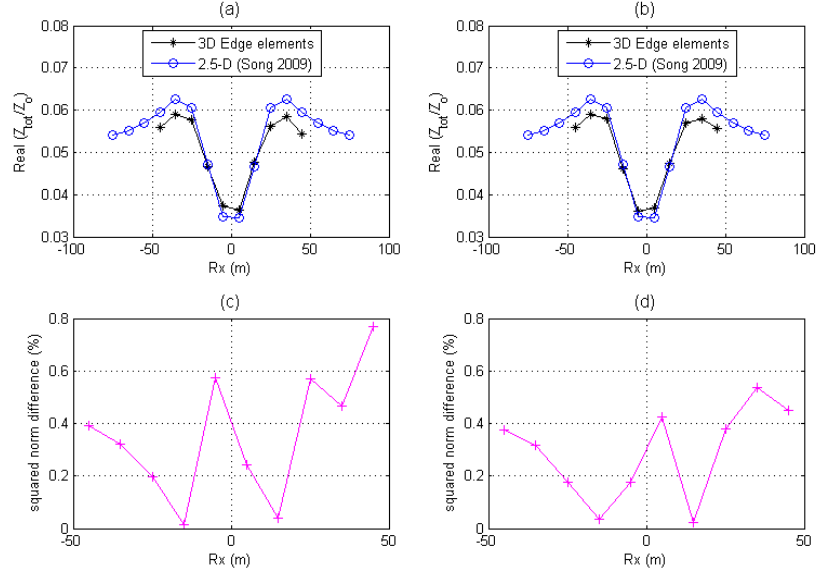 (a)
0.08
0.07
0.06
0.05
0.04
0.03
-100 -50 0 50 100
Real (Z_tot/Z_o)
Rx (m)
3D Edge elements
2.5-D (Song 2009)
(b)
0.08
0.07
0.06
0.05
0.04
0.03
-100 -50 0 50 100
Real (Z_tot/Z_o)
Rx (m)
3D Edge elements
2.5-D (Song 2009)
(c)
0.8
0.6
0.4
0.2
0
-50 0 50
squared norm difference (%)
Rx (m)
(d)
0.8
0.6
0.4
0.2
0
-50 0 50
squared norm difference (%)
Rx (m)